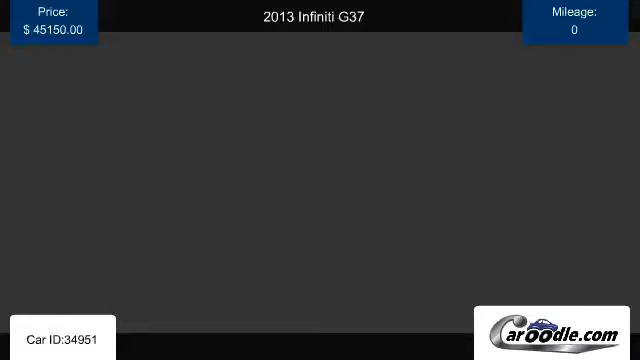 Price:
$ 45150.00
2013 Infiniti G37
Mileage:
0
Car ID:34951
Caroodle.com